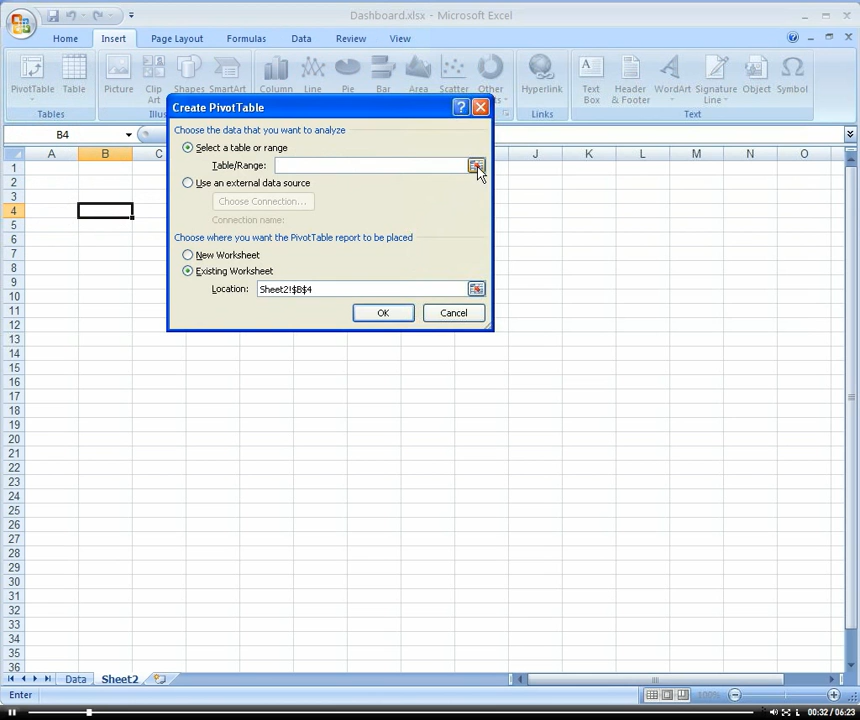 Dashboard.xlsx - Microsoft Excel
Home Insert Page Layout Formulas Data Review View
PivotTable Table Picture Clip Art Shapes SmartArt Column Line Pie Bar Area Scatter Other Hyperlink Text Box Header & Footer WordArt Signature Line Object Symbol
Tables Links Text
B4
Create PivotTable
Choose the data that you want to analyze
Select a table or range
Table/Range:
Use an external data source
Choose Connection...
Connection name:
Choose where you want the PivotTable report to be placed
New Worksheet
Existing Worksheet
Location: Sheet2!$B$4
OK Cancel
A B C J K L M N O
1
2
3
4
5
6
7
8
9
10
11
12
13
14
15
16
17
18
19
20
21
22
23
24
25
26
27
28
29
30
31
32
33
34
35
36
Data Sheet2
Enter 100%
00:32 / 06:23